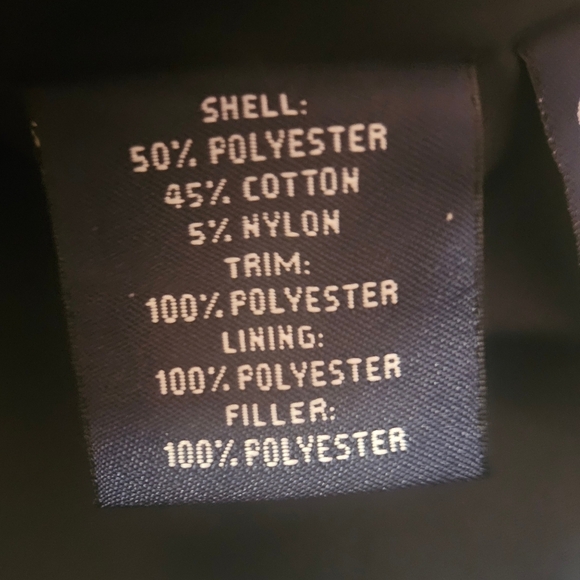 SHELL:
50% POLYESTER
45% COTTON
5% NYLON
TRIM:
100% POLYESTER
LINING:
100% POLYESTER
FILLER:
100% POLYESTER